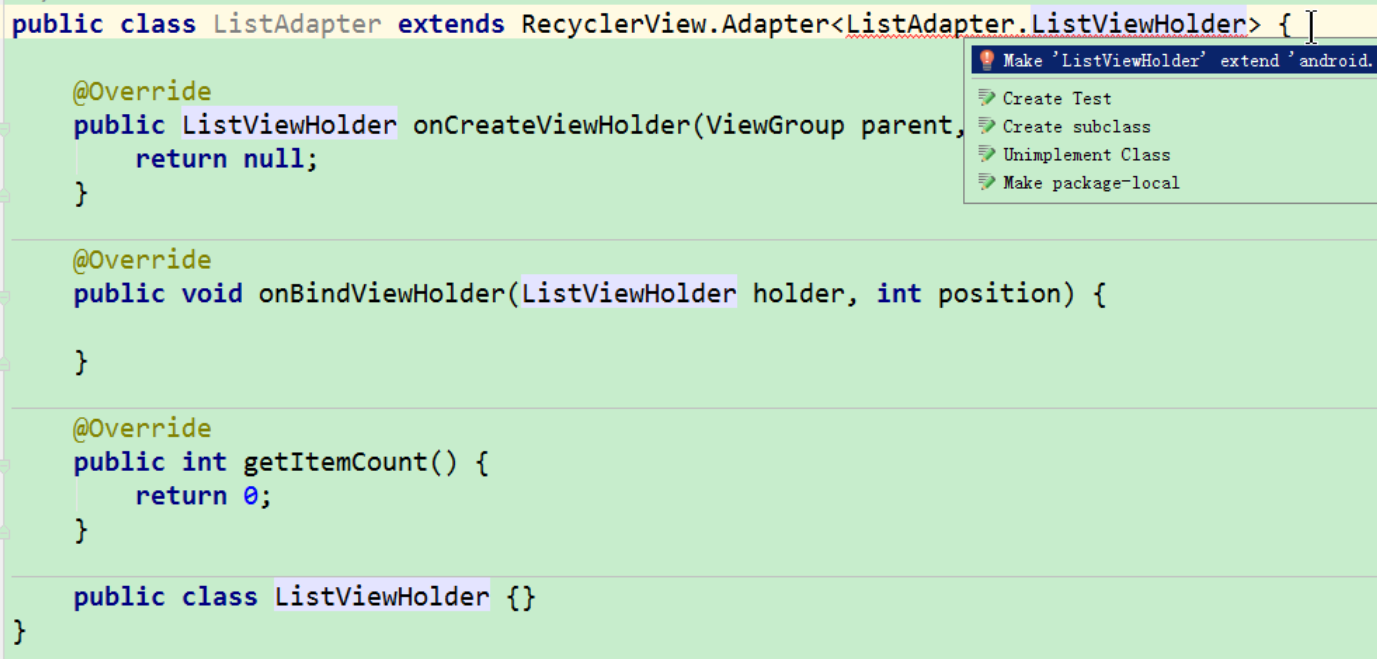 public class ListAdapter extends RecyclerView.Adapter<ListAdapter.ListViewHolder> {
Make 'ListViewHolder' extend 'android.
@Override
Create Test
public ListViewHolder onCreateViewHolder(ViewGroup parent,
Create subclass
return null;
Unimplement Class
}
Make package-local
@Override
public void onBindViewHolder(ListViewHolder holder, int position) {
}
@Override
public int getItemCount() {
return 0;
}
public class ListViewHolder {}
}